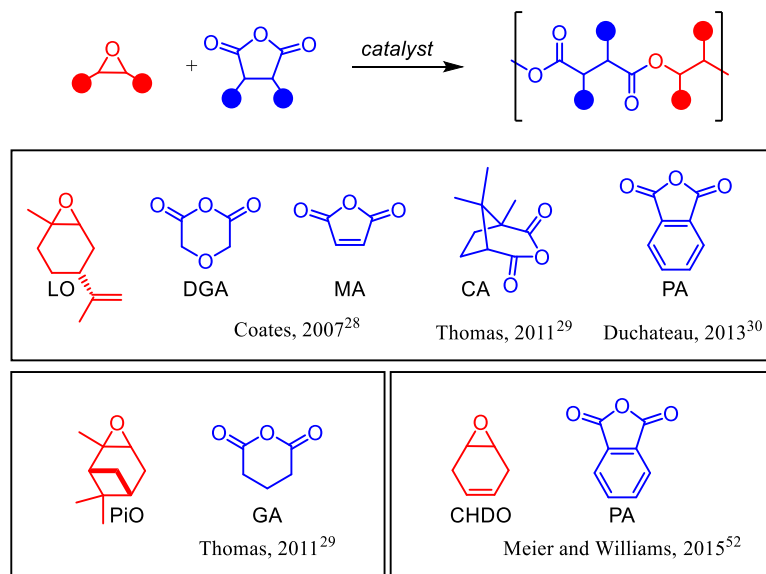 O
+
O O O
catalyst
O
O
O
O
O
O O O
O
O O O
O
O
O
O O O
LO DGA MA CA PA
Coates, 2007²⁸ Thomas, 2011²⁹ Duchateau, 2013³⁰
O
O O O
PiO GA
Thomas, 2011²⁹
O
O O O
CHDO PA
Meier and Williams, 2015⁵²